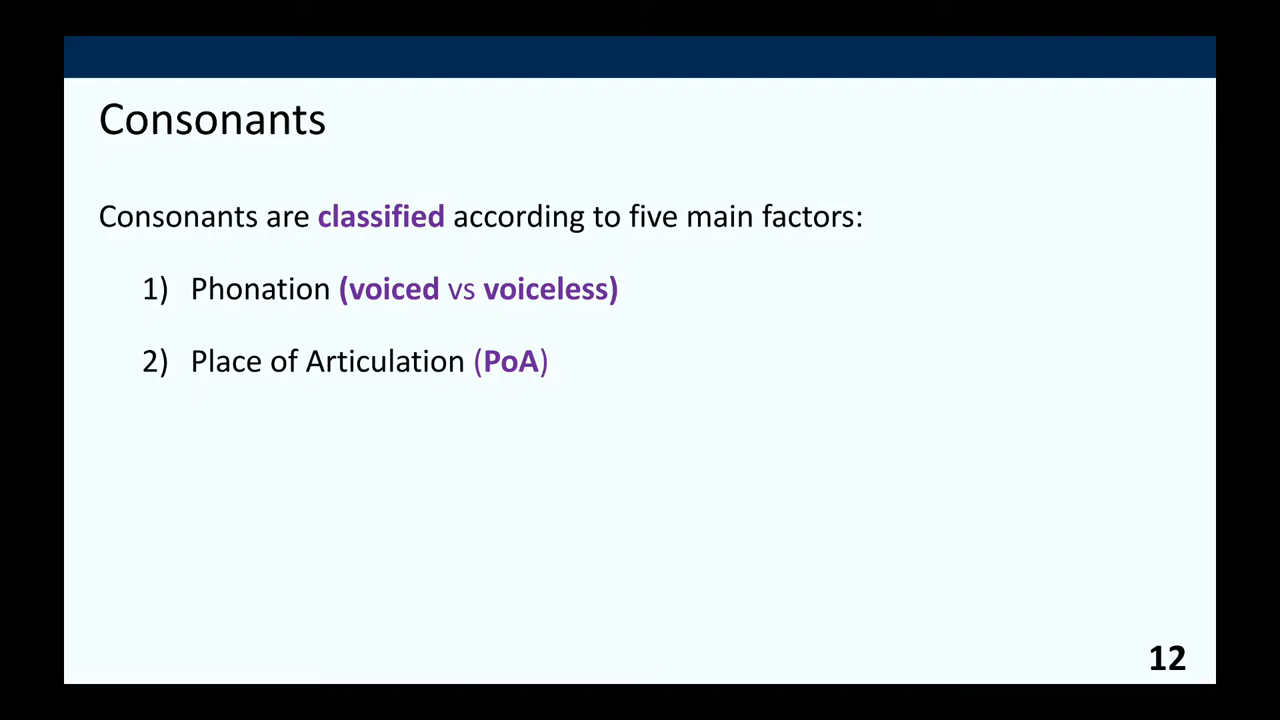 Consonants
Consonants are classified according to five main factors:
1) Phonation (voiced vs voiceless)
2) Place of Articulation (PoA)
12